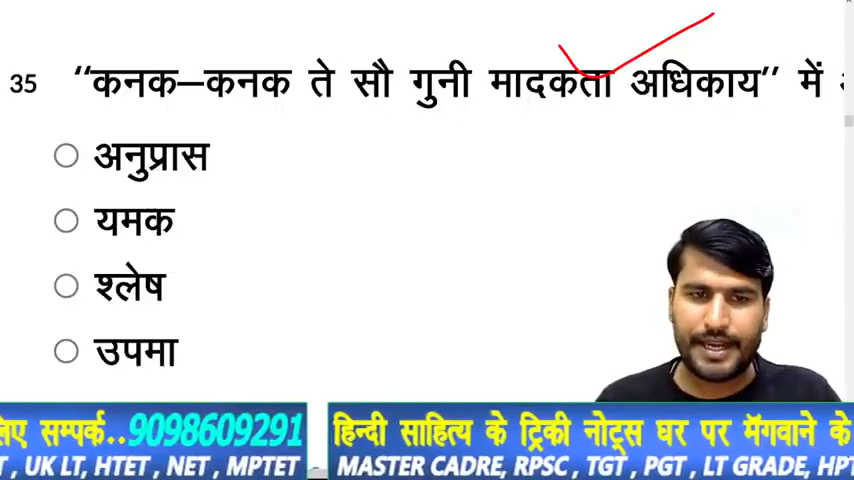 35 ‘‘कनक–कनक ते सौ गुनी मादकता अधिकाय’’ में
अनुप्रास
यमक
श्लेष
उपमा
लिए सम्पर्क..9098609291 हिन्दी साहित्य के ट्रिकी नोट्स घर पर मॅगवाने के
T, UK LT, HTET , NET , MPTET MASTER CADRE, RPSC , TGT , PGT , LT GRADE, HPT